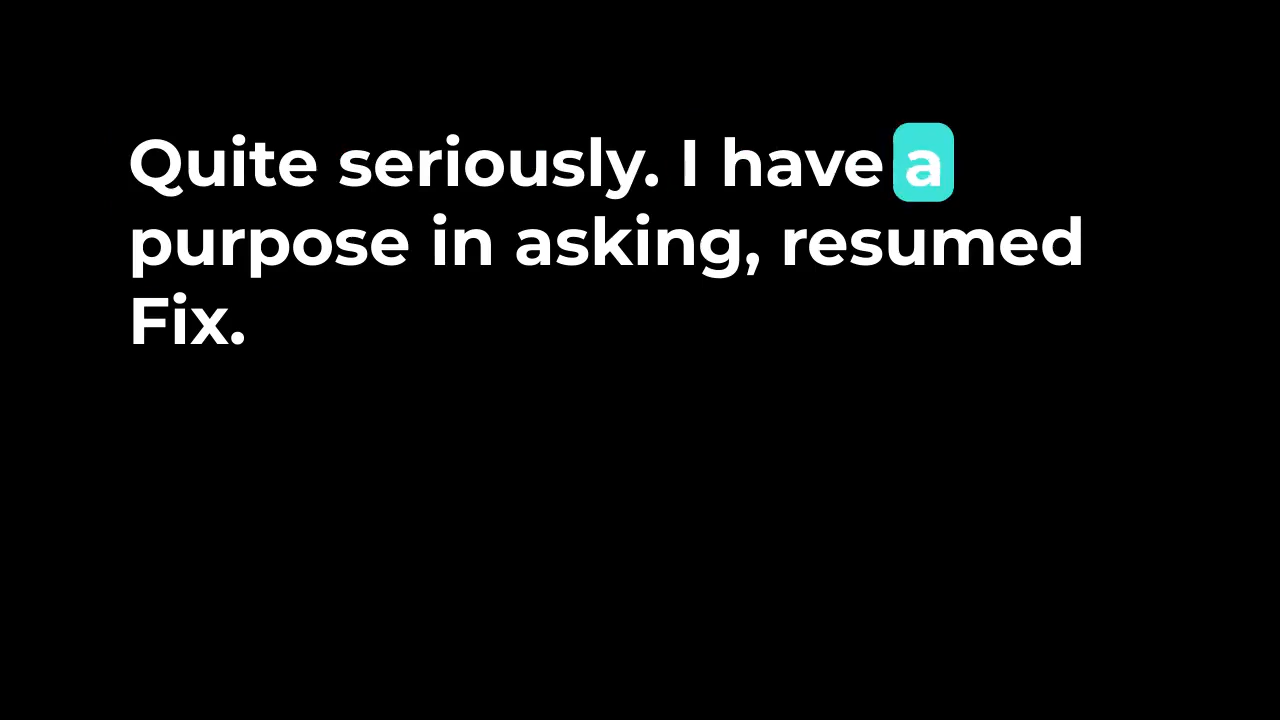 Quite seriously. I have a
purpose in asking, resumed
Fix.